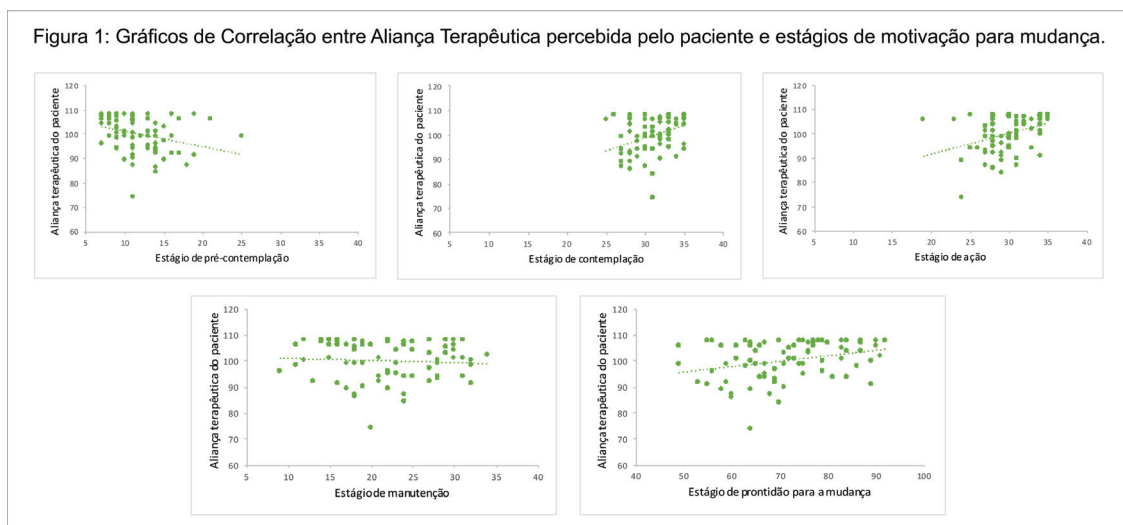 Figura 1: Gráficos de Correlação entre Aliança Terapêutica percebida pelo paciente e estágios de motivação para mudança.
Aliança terapêutica do paciente
120
110
100
90
80
70
60
5 10 15 20 25 30 35 40
Estágio de pré-contemplação
Aliança terapêutica do paciente
120
110
100
90
80
70
60
5 10 15 20 25 30 35 40
Estágio de contemplação
Aliança terapêutica do paciente
120
110
100
90
80
70
60
5 10 15 20 25 30 35 40
Estágio de ação
Aliança terapêutica do paciente
120
110
100
90
80
70
60
5 10 15 20 25 30 35 40
Estágio de manutenção
Aliança terapêutica do paciente
120
110
100
90
80
70
60
40 50 60 70 80 90 100
Estágio de prontidão para a mudança